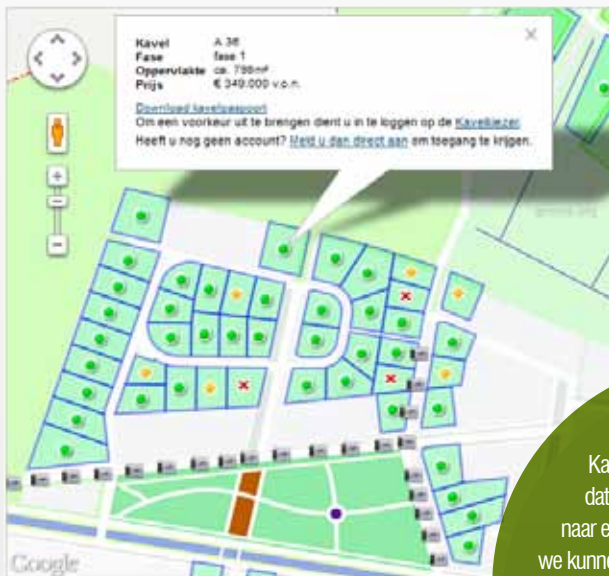 Kavel A 36
Fase fase 1
Oppervlakte ca. 798m²
Prijs € 349.000 v.o.n.
Download kavelpaspoort
Om een voorkeur uit te brengen dient u in te loggen op de Kavelkiezer.
Heeft u nog geen account? Meld u dan direct aan om toegang te krijgen.
Ka
dat
naar e
we kunne
Google